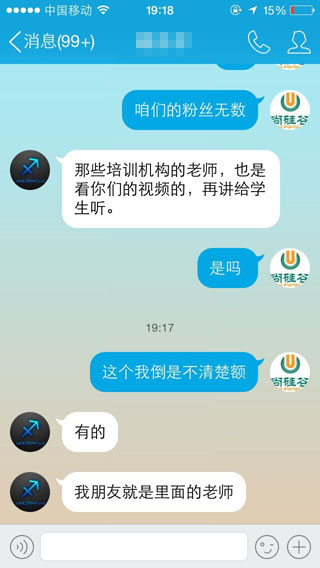 中国移动
19:18
15%
消息(99+)
咱们的粉丝无数
尚硅谷
那些培训机构的老师，也是
看你们的视频的，再讲给学
生听。
是吗
尚硅谷
19:17
这个我倒是不清楚额
尚硅谷
有的
我朋友就是里面的老师